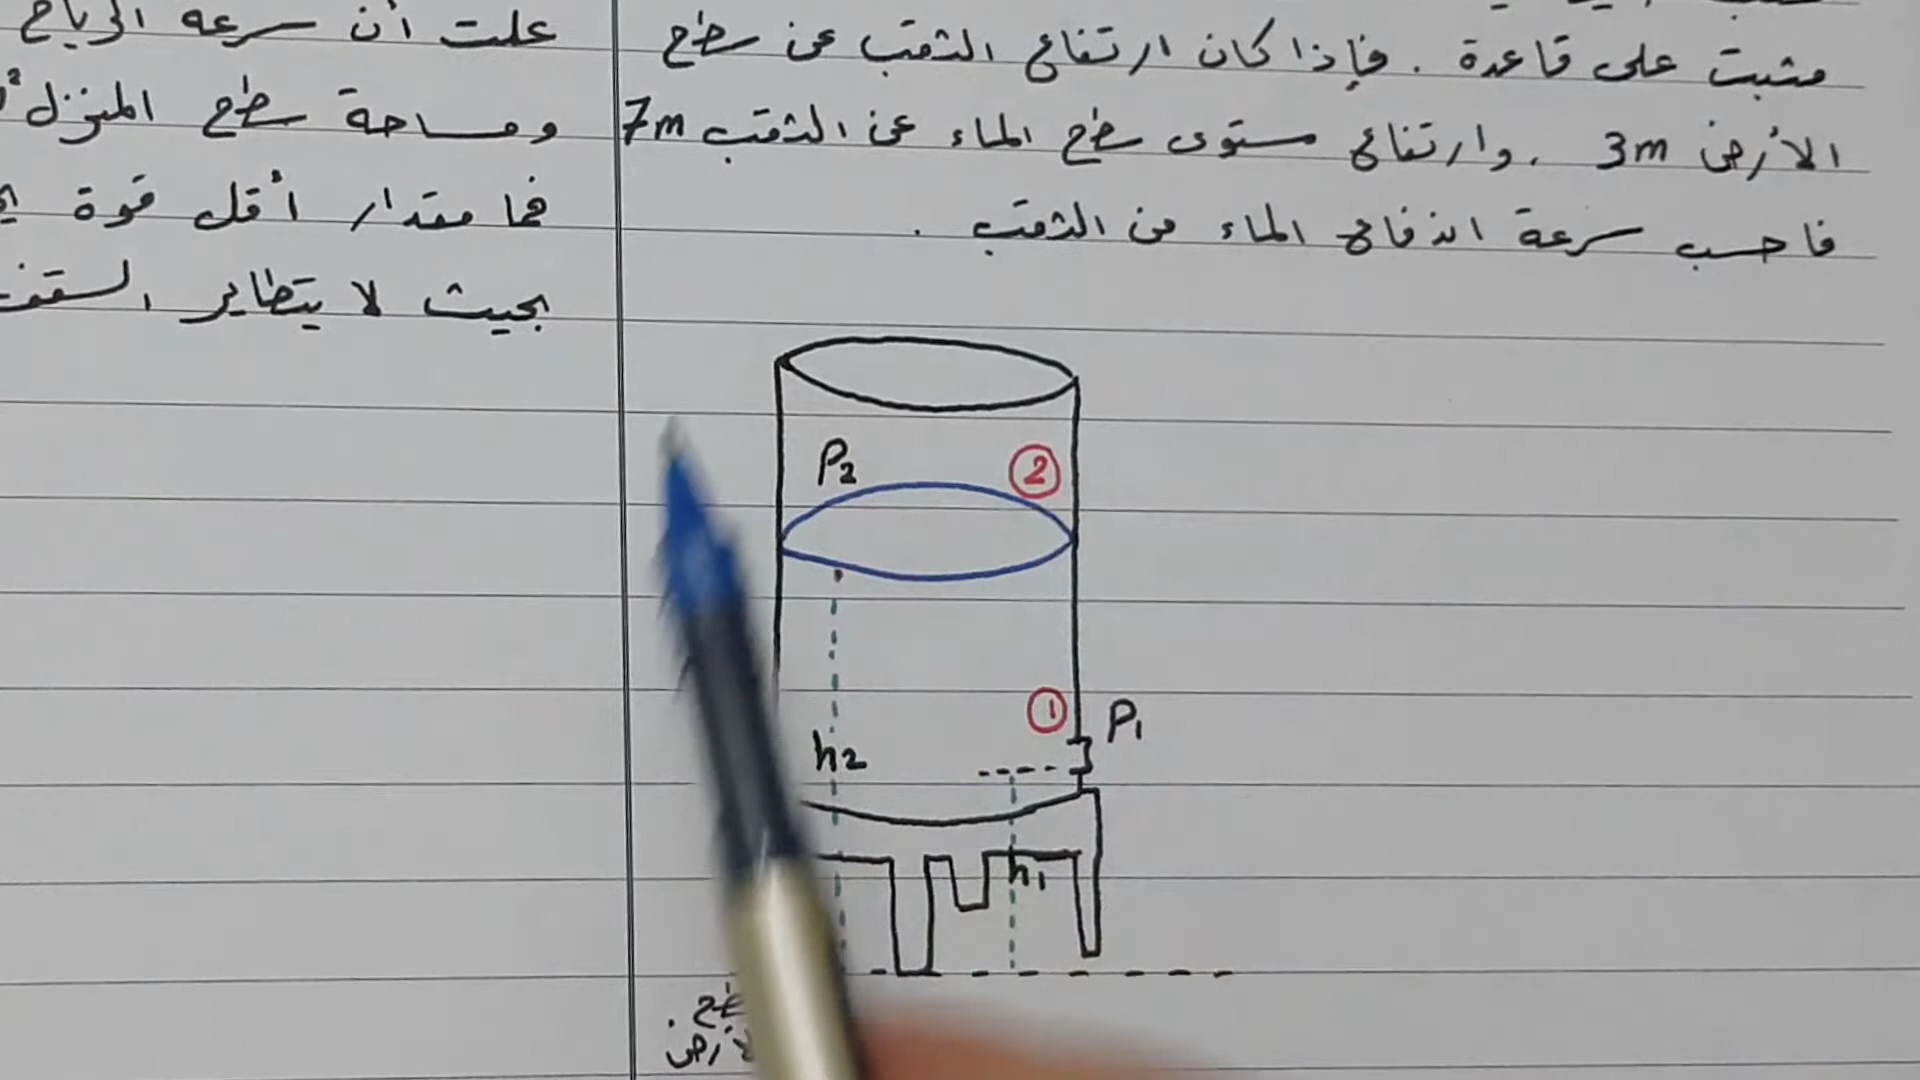 مثبت على قاعدة . فإذا كان ارتفاع الثقب عن سطح
الأرض 3m . وارتفاع مستوى سطح الماء عن الثقب 7m
فاحسب سرعة اندفاع الماء من الثقب .
علمت أن سرعة الرياح
ومساحة سطح المنزل
فما مقدار أقل قوة
بحيث لا يتطاير السقف
P2
2
1
P1
h2
h1